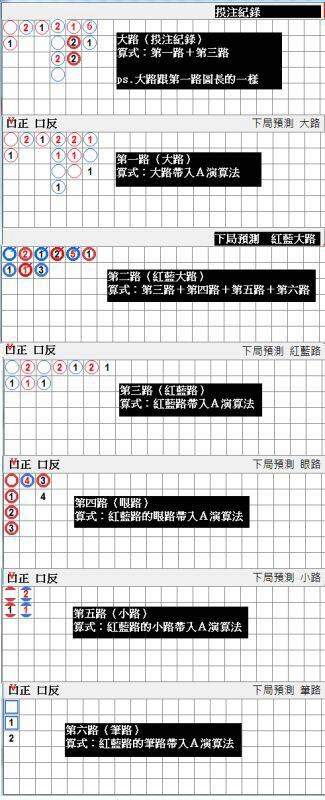 投注紀錄
2 1 2 1 6
1 2 1
2 2
大路（投注紀錄）
算式：第一路＋第三路
ps.大路跟第一路圖長的一樣
凹正 口反 下局預測 大路
2 1 2 2 1
1 1 1
1
1
第一路（大路）
算式：大路帶入Ａ演算法
下局預測 紅藍大路
2 1 2 5 1
1 1 3
第二路（紅藍大路）
算式：第三路＋第四路＋第五路＋第六路
凹正 口反 下局預測 紅藍路
2 2 1 2 1
1 1 1
第三路（紅藍路）
算式：紅藍路帶入Ａ演算法
凹正 口反 下局預測 眼路
4 3
1 4
2
3
第四路（眼路）
算式：紅藍路的眼路帶入Ａ演算法
凹正 口反 下局預測 小路
2
1 1
第五路（小路）
算式：紅藍路的小路帶入Ａ演算法
凹正 口反 下局預測 筆路
1
2
第六路（筆路）
算式：紅藍路的筆路帶入Ａ演算法